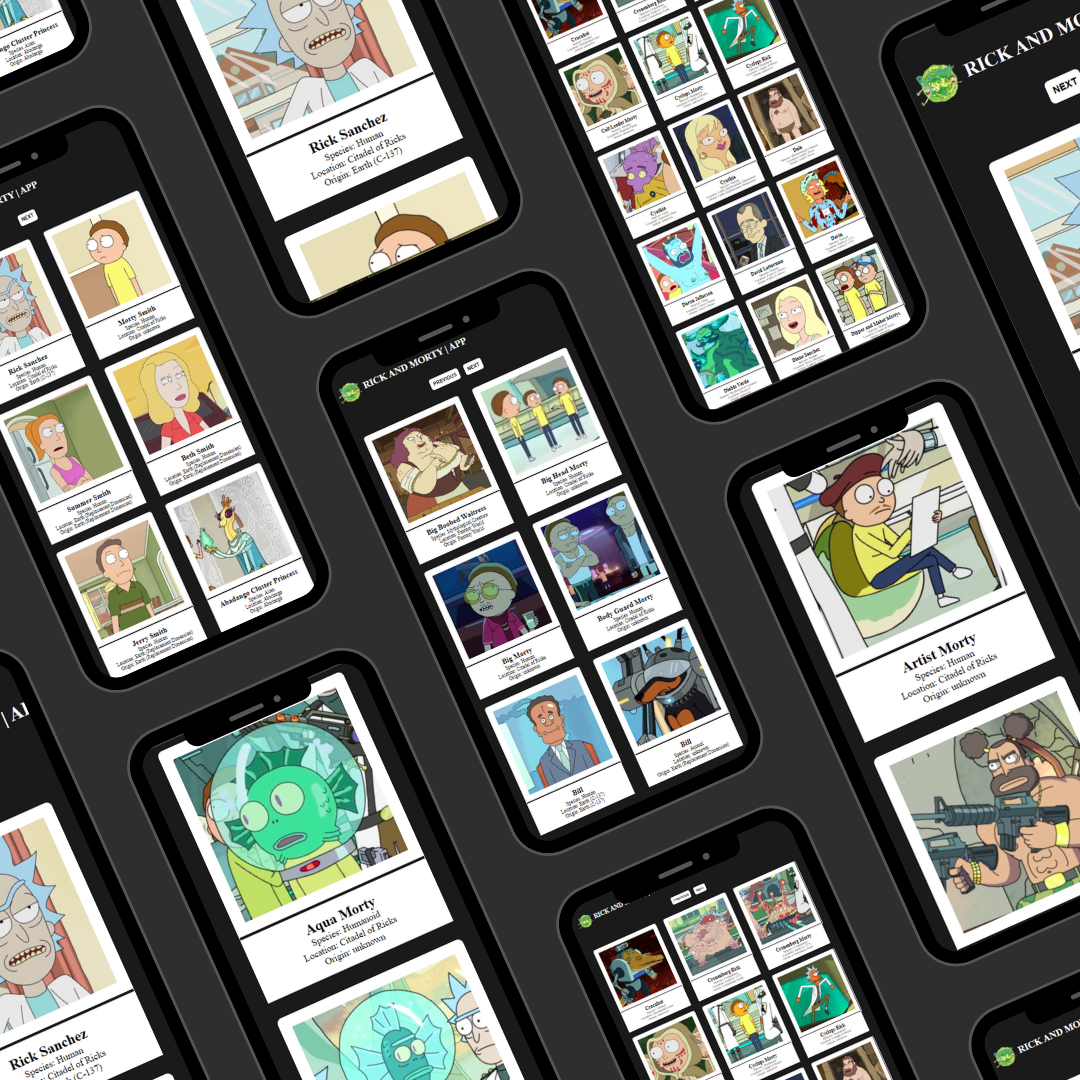 Abadango Cluster Princess
Species: Alien
Location: Abadango
Origin: Abadango
Rick Sanchez
Species: Human
Location: Citadel of Ricks
Origin: Earth (C-137)
Crocubot
Cronenberg Rick
Cult Leader Morty
Cyclops Morty
Cyclops Rick
Cynthia
Cynthia
Dale
Daron Jefferson
David Letterman
Davin
Diablo Verde
Diane Sanchez
Dipper and Mabel Mortys
RICK AND MO
NEXT
RTY | APP
NEXT
Rick Sanchez
Species: Human
Location: Citadel of Ricks
Origin: Earth (C-137)
Morty Smith
Species: Human
Location: Citadel of Ricks
Origin: unknown
Summer Smith
Species: Human
Location: Earth (Replacement Dimension)
Origin: Earth (Replacement Dimension)
Beth Smith
Species: Human
Location: Earth (Replacement Dimension)
Origin: Earth (Replacement Dimension)
Jerry Smith
Species: Human
Location: Earth (Replacement Dimension)
Origin: Earth (Replacement Dimension)
Abadango Cluster Princess
Species: Alien
Location: Abadango
Origin: Abadango
RICK AND MORTY | APP
PREVIOUS
NEXT
Big Boobed Waitress
Species: Mythological Creature
Location: Fantasy World
Origin: Fantasy World
Big Head Morty
Species: Human
Location: Citadel of Ricks
Origin: unknown
Big Morty
Species: Human
Location: Citadel of Ricks
Origin: unknown
Body Guard Morty
Species: Human
Location: Citadel of Ricks
Origin: unknown
Bill
Species: Human
Location: Earth (C-137)
Origin: Earth (C-137)
Bill
Species: Animal
Location: unknown
Origin: Earth (Replacement Dimension)
Artist Morty
Species: Human
Location: Citadel of Ricks
Origin: unknown
| AP
Rick Sanchez
Species: Human
Location: Citadel of Ricks
th (C-137)
Aqua Morty
Species: Humanoid
Location: Citadel of Ricks
Origin: unknown
RICK AND MO
PREVIOUS
NEXT
Crocubot
Cronenberg Rick
Cronenberg Morty
Cyclops Morty
Cyclops Rick
RICK AND MO